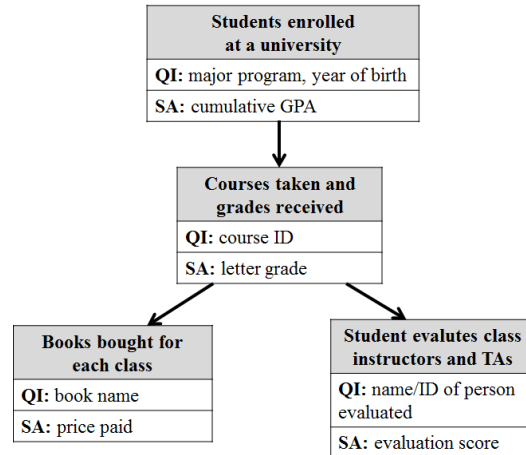 Students enrolled
at a university
QI: major program, year of birth
SA: cumulative GPA
Courses taken and
grades received
QI: course ID
SA: letter grade
Books bought for
each class
QI: book name
SA: price paid
Student evalutes class
instructors and TAs
QI: name/ID of person
evaluated
SA: evaluation score